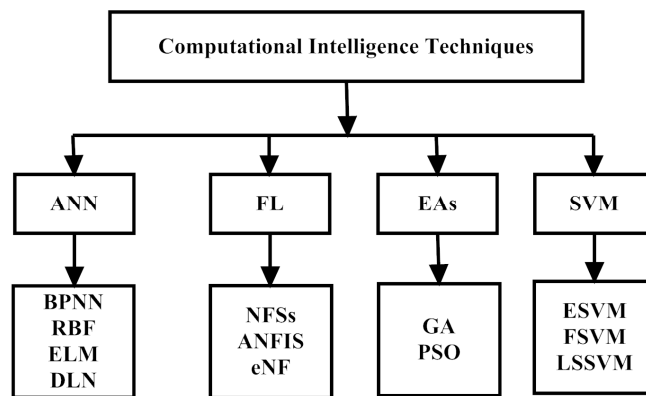 Computational Intelligence Techniques
ANN
FL
EAs
SVM
BPNN
RBF
ELM
DLN
NFSs
ANFIS
eNF
GA
PSO
ESVM
FSVM
LSSVM